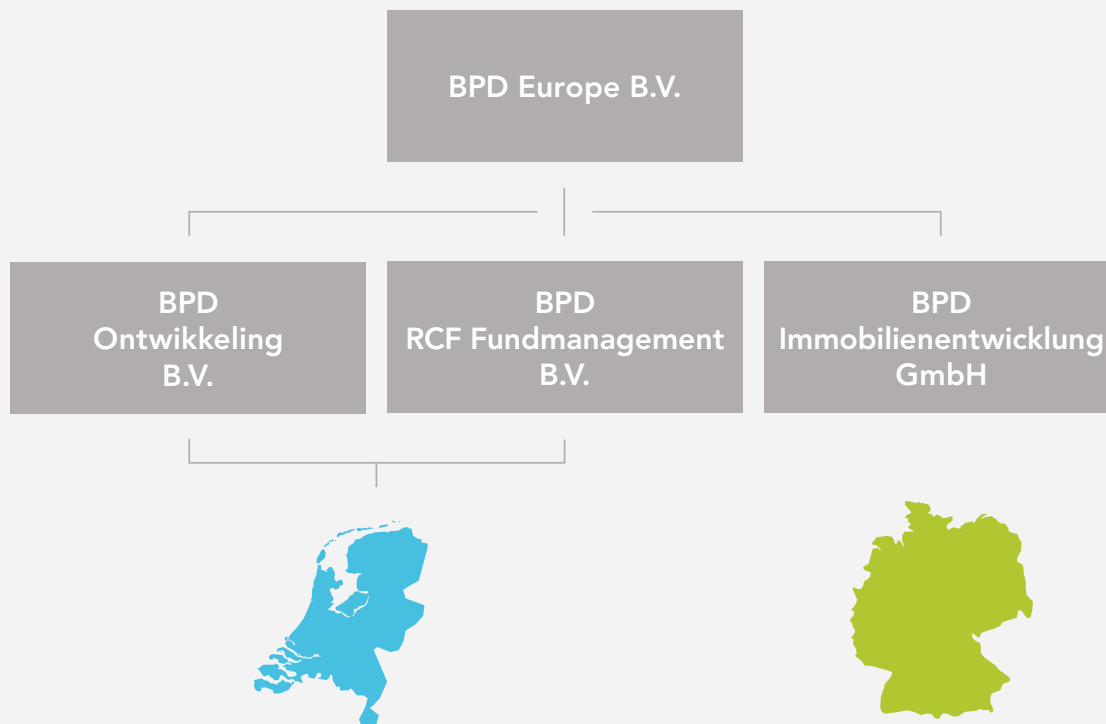 BPD Europe B.V.
BPD
Ontwikkeling
B.V.
BPD
RCF Fundmanagement
B.V.
BPD
Immobilienentwicklung
GmbH